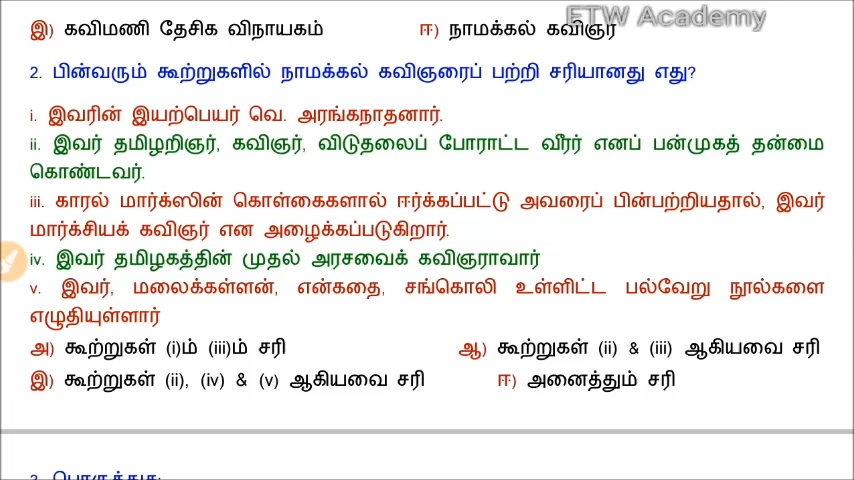 ETW Academy
இ) கவிமணி தேசிக விநாயகம் ஈ) நாமக்கல் கவிஞர்
2. பின்வரும் கூற்றுகளில் நாமக்கல் கவிஞரைப் பற்றி சரியானது எது?
i. இவரின் இயற்பெயர் வெ. அரங்கநாதனார்.
ii. இவர் தமிழறிஞர், கவிஞர், விடுதலைப் போராட்ட வீரர் எனப் பன்முகத் தன்மை
கொண்டவர்.
iii. காரல் மார்க்ஸின் கொள்கைகளால் ஈர்க்கப்பட்டு அவரைப் பின்பற்றியதால், இவர்
மார்க்சியக் கவிஞர் என அழைக்கப்படுகிறார்.
iv. இவர் தமிழகத்தின் முதல் அரசவைக் கவிஞராவார்
v. இவர், மலைக்கள்ளன், என்கதை, சங்கொலி உள்ளிட்ட பல்வேறு நூல்களை
எழுதியுள்ளார்
அ) கூற்றுகள் (i)ம் (iii)ம் சரி ஆ) கூற்றுகள் (ii) & (iii) ஆகியவை சரி
இ) கூற்றுகள் (ii), (iv) & (v) ஆகியவை சரி ஈ) அனைத்தும் சரி